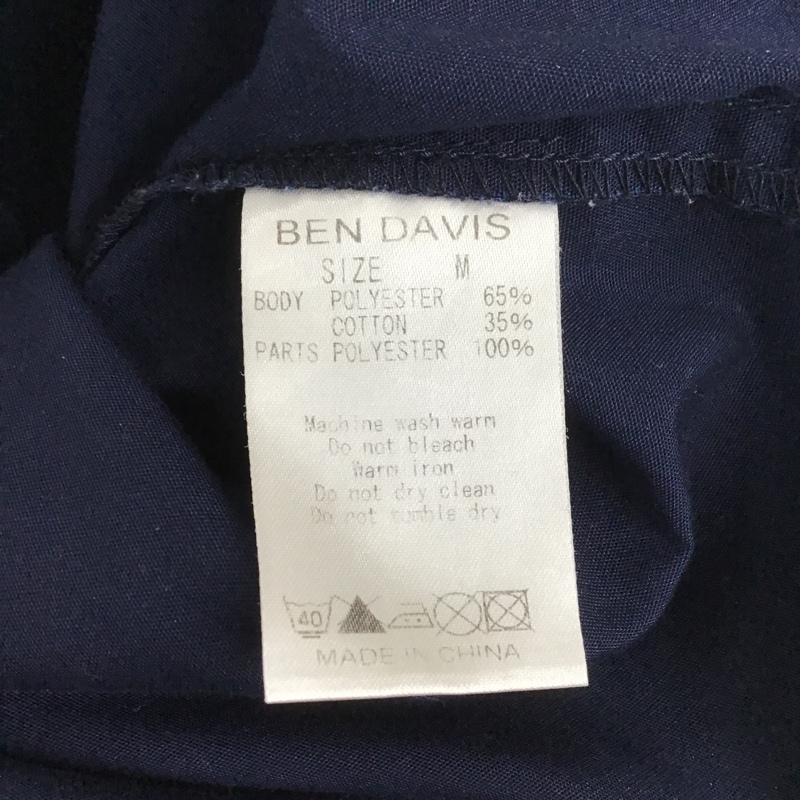 BEN DAVIS
SIZE M
BODY POLYESTER 65%
COTTON 35%
PARTS POLYESTER 100%
Machine wash warm
Do not bleach
Warm iron
Do not dry clean
Do not tumble dry
40
MADE IN CHINA